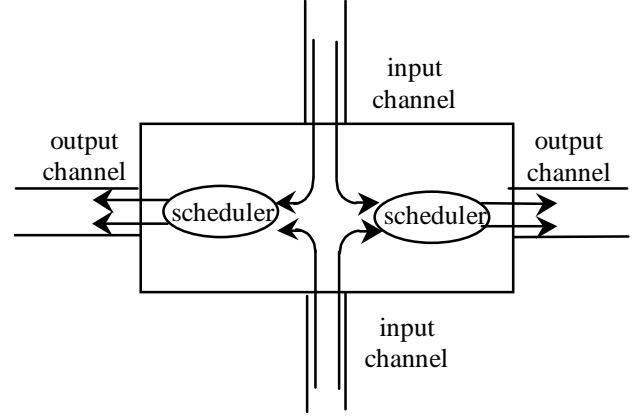 input
channel
output
channel
output
channel
scheduler
scheduler
input
channel